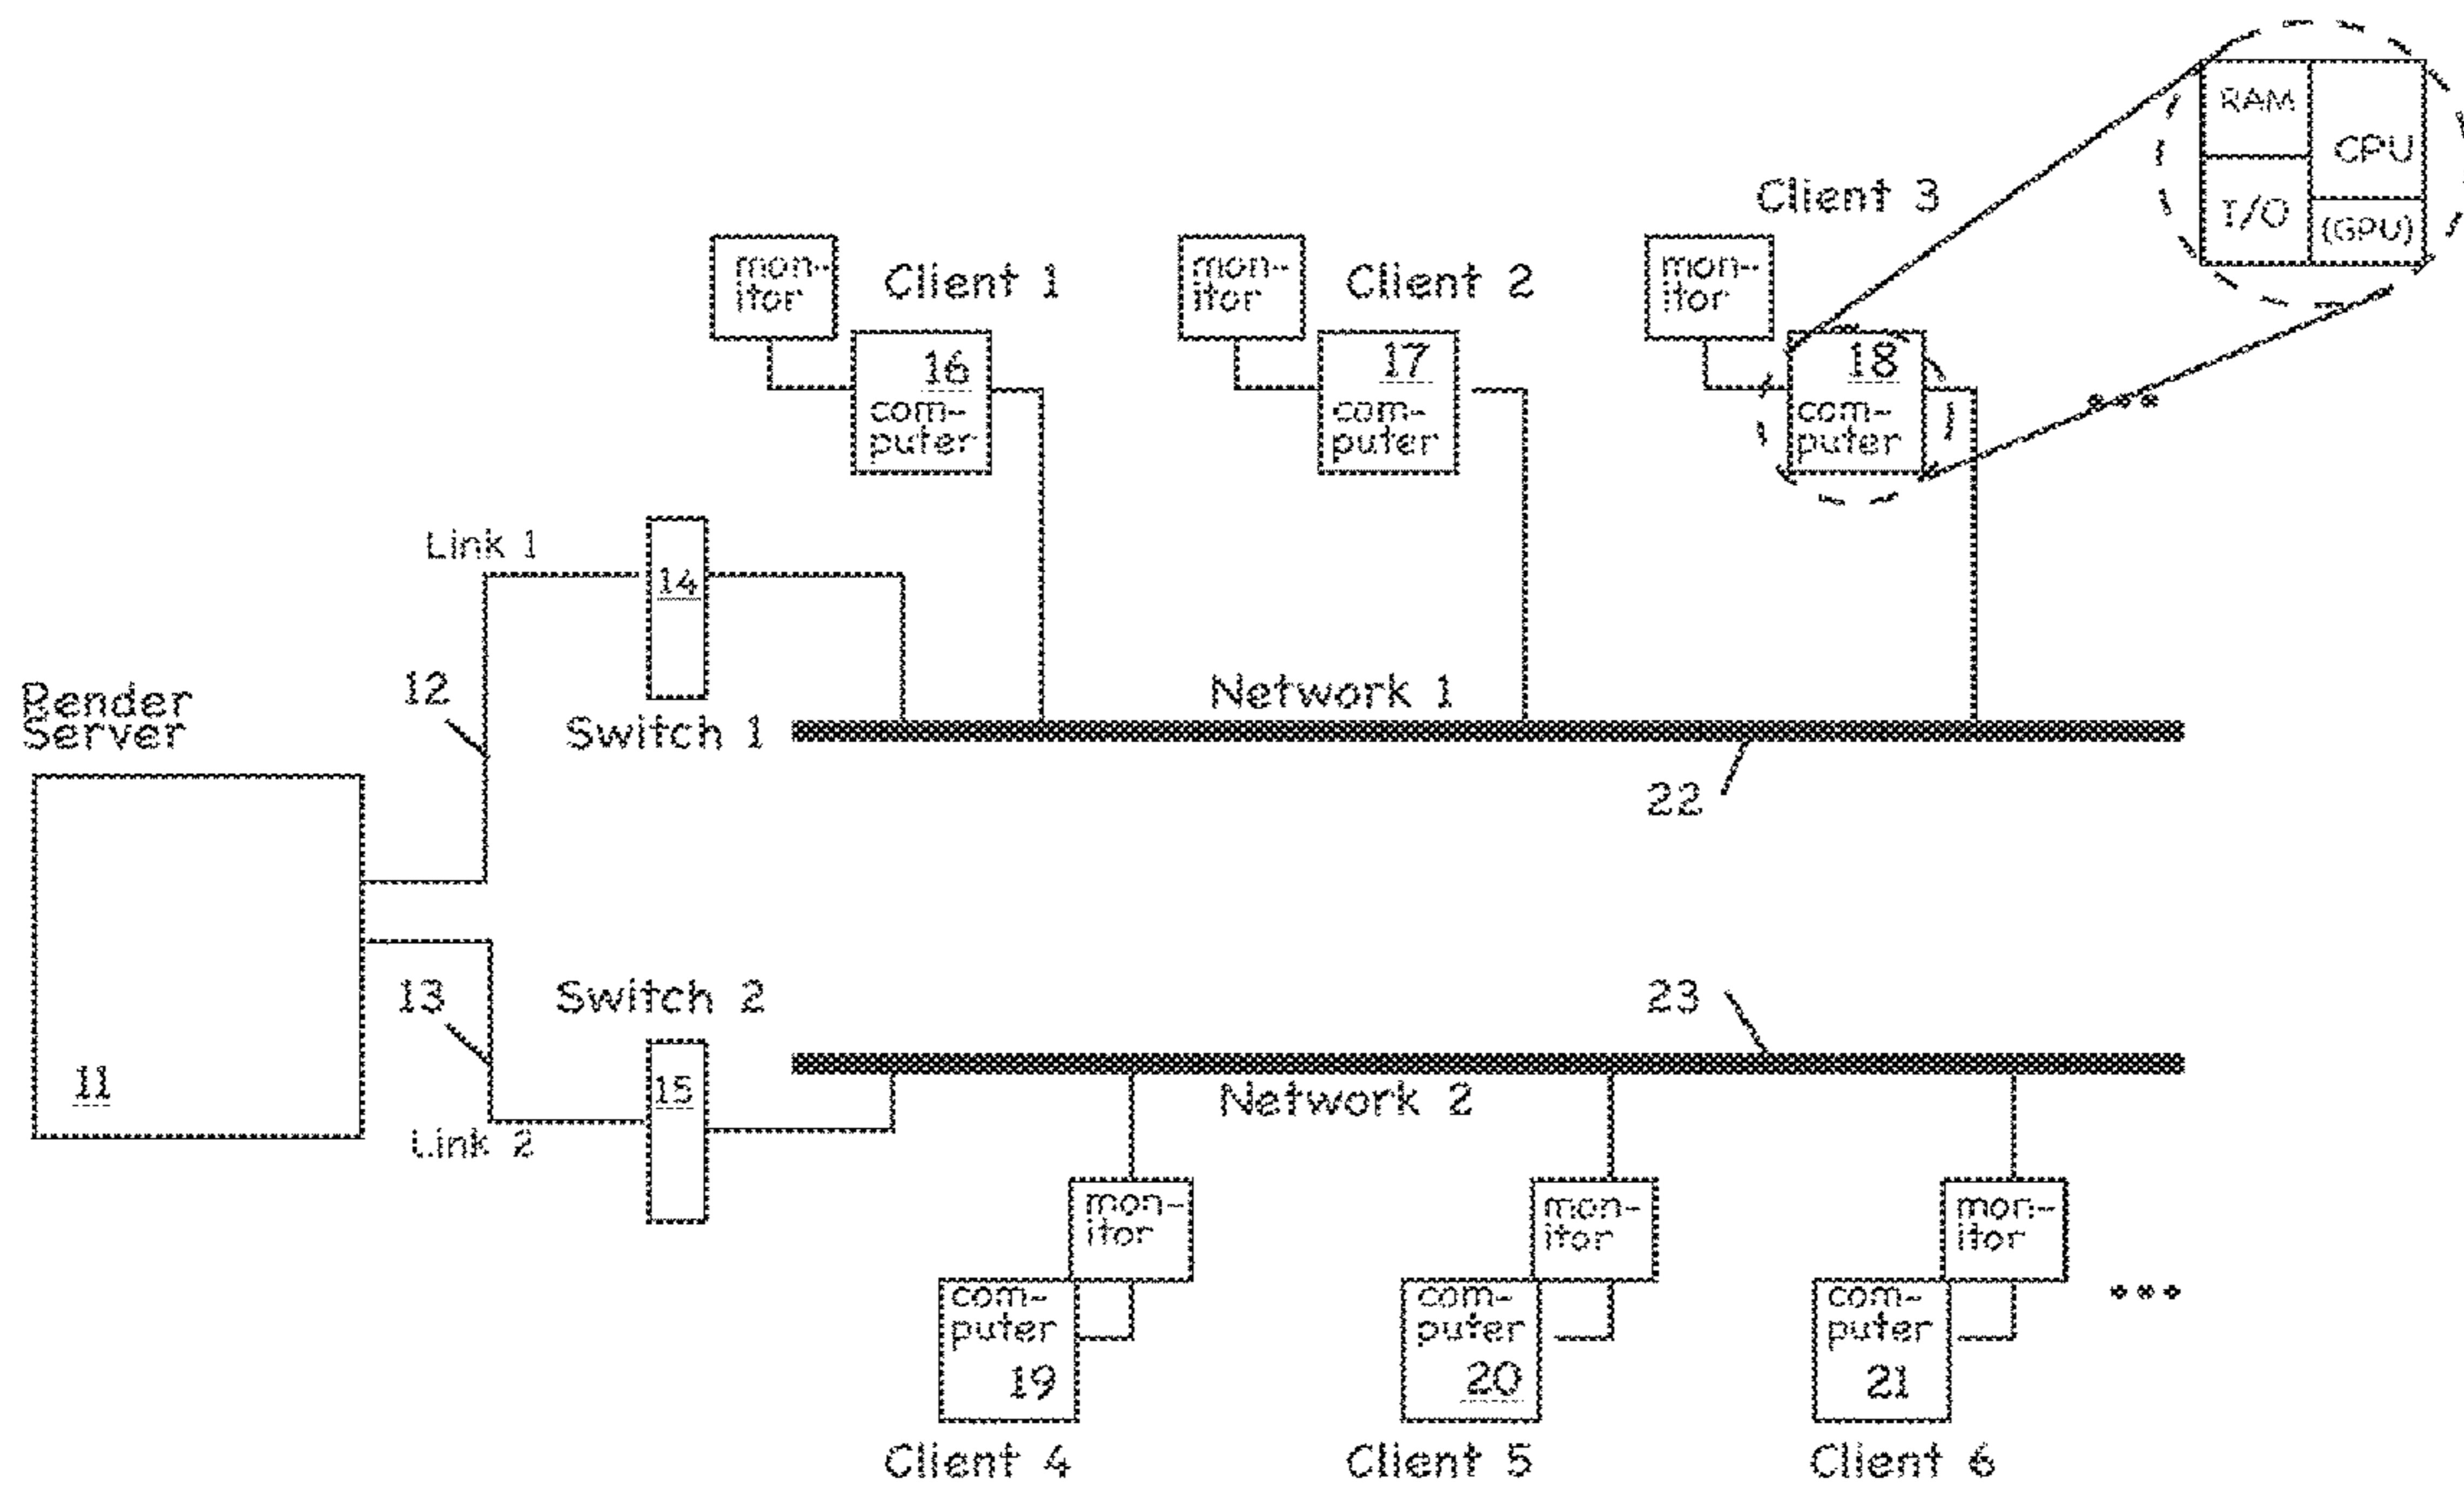 RAM
CPU
I/O
(GPU)
Client 3
mon-
itor
Client 1
mon-
itor
Client 2
mon-
itor
16
com-
puter
17
com-
puter
18
com-
puter
Link 1
14
Switch 1
12
Network 1
22
Render
Server
11
13
Switch 2
23
15
Link 2
Network 2
mon-
itor
com-
puter
19
Client 4
mon-
itor
com-
puter
20
Client 5
mon-
itor
com-
puter
21
Client 6